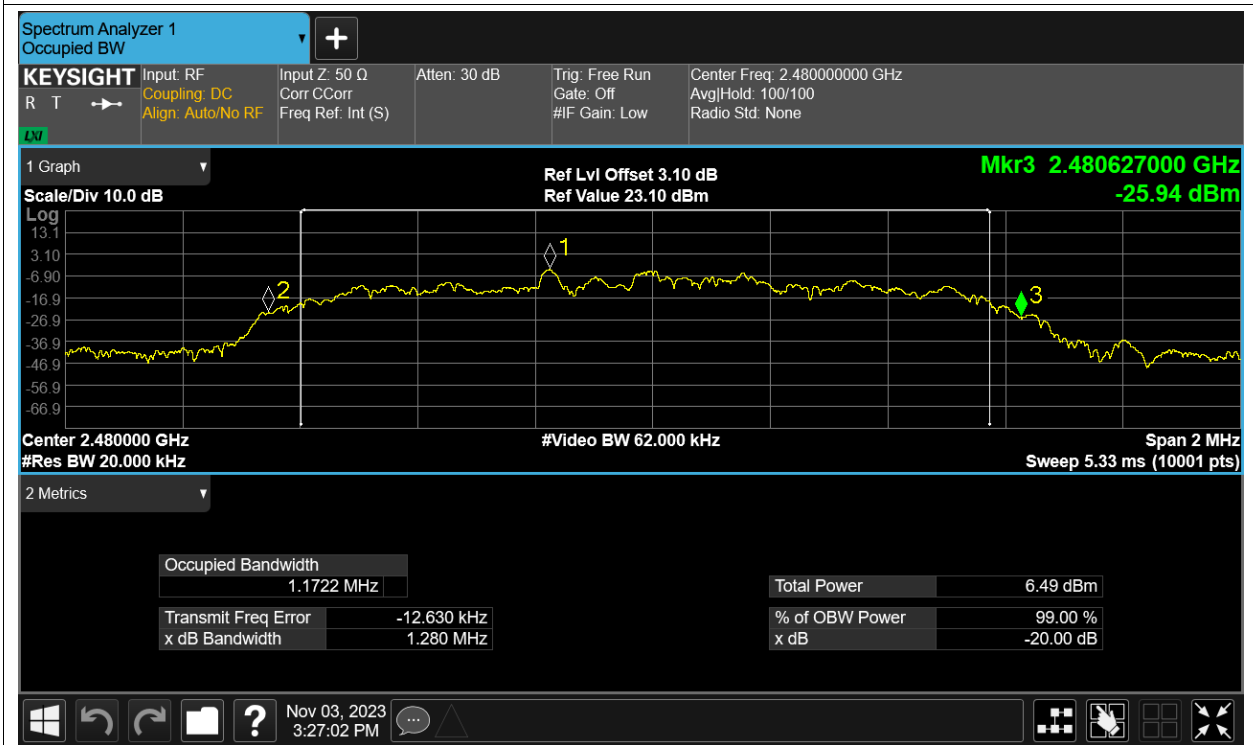 Spectrum Analyzer 1
Occupied BW
KEYSIGHT
R T
LXI
Input: RF
Coupling: DC
Align: Auto/No RF
Input Z: 50 Ω
Corr CCorr
Freq Ref: Int (S)
Atten: 30 dB
Trig: Free Run
Gate: Off
#IF Gain: Low
Center Freq: 2.480000000 GHz
Avg|Hold: 100/100
Radio Std: None
1 Graph
Scale/Div 10.0 dB
Ref Lvl Offset 3.10 dB
Ref Value 23.10 dBm
Mkr3 2.480627000 GHz
-25.94 dBm
Log
13.1
3.10
-6.90
-16.9
-26.9
-36.9
-46.9
-56.9
-66.9
1
2
3
Center 2.480000 GHz
#Res BW 20.000 kHz
#Video BW 62.000 kHz
Span 2 MHz
Sweep 5.33 ms (10001 pts)
2 Metrics
Occupied Bandwidth
1.1722 MHz
Transmit Freq Error -12.630 kHz
x dB Bandwidth 1.280 MHz
Total Power 6.49 dBm
% of OBW Power 99.00 %
x dB -20.00 dB
?
Nov 03, 2023
3:27:02 PM